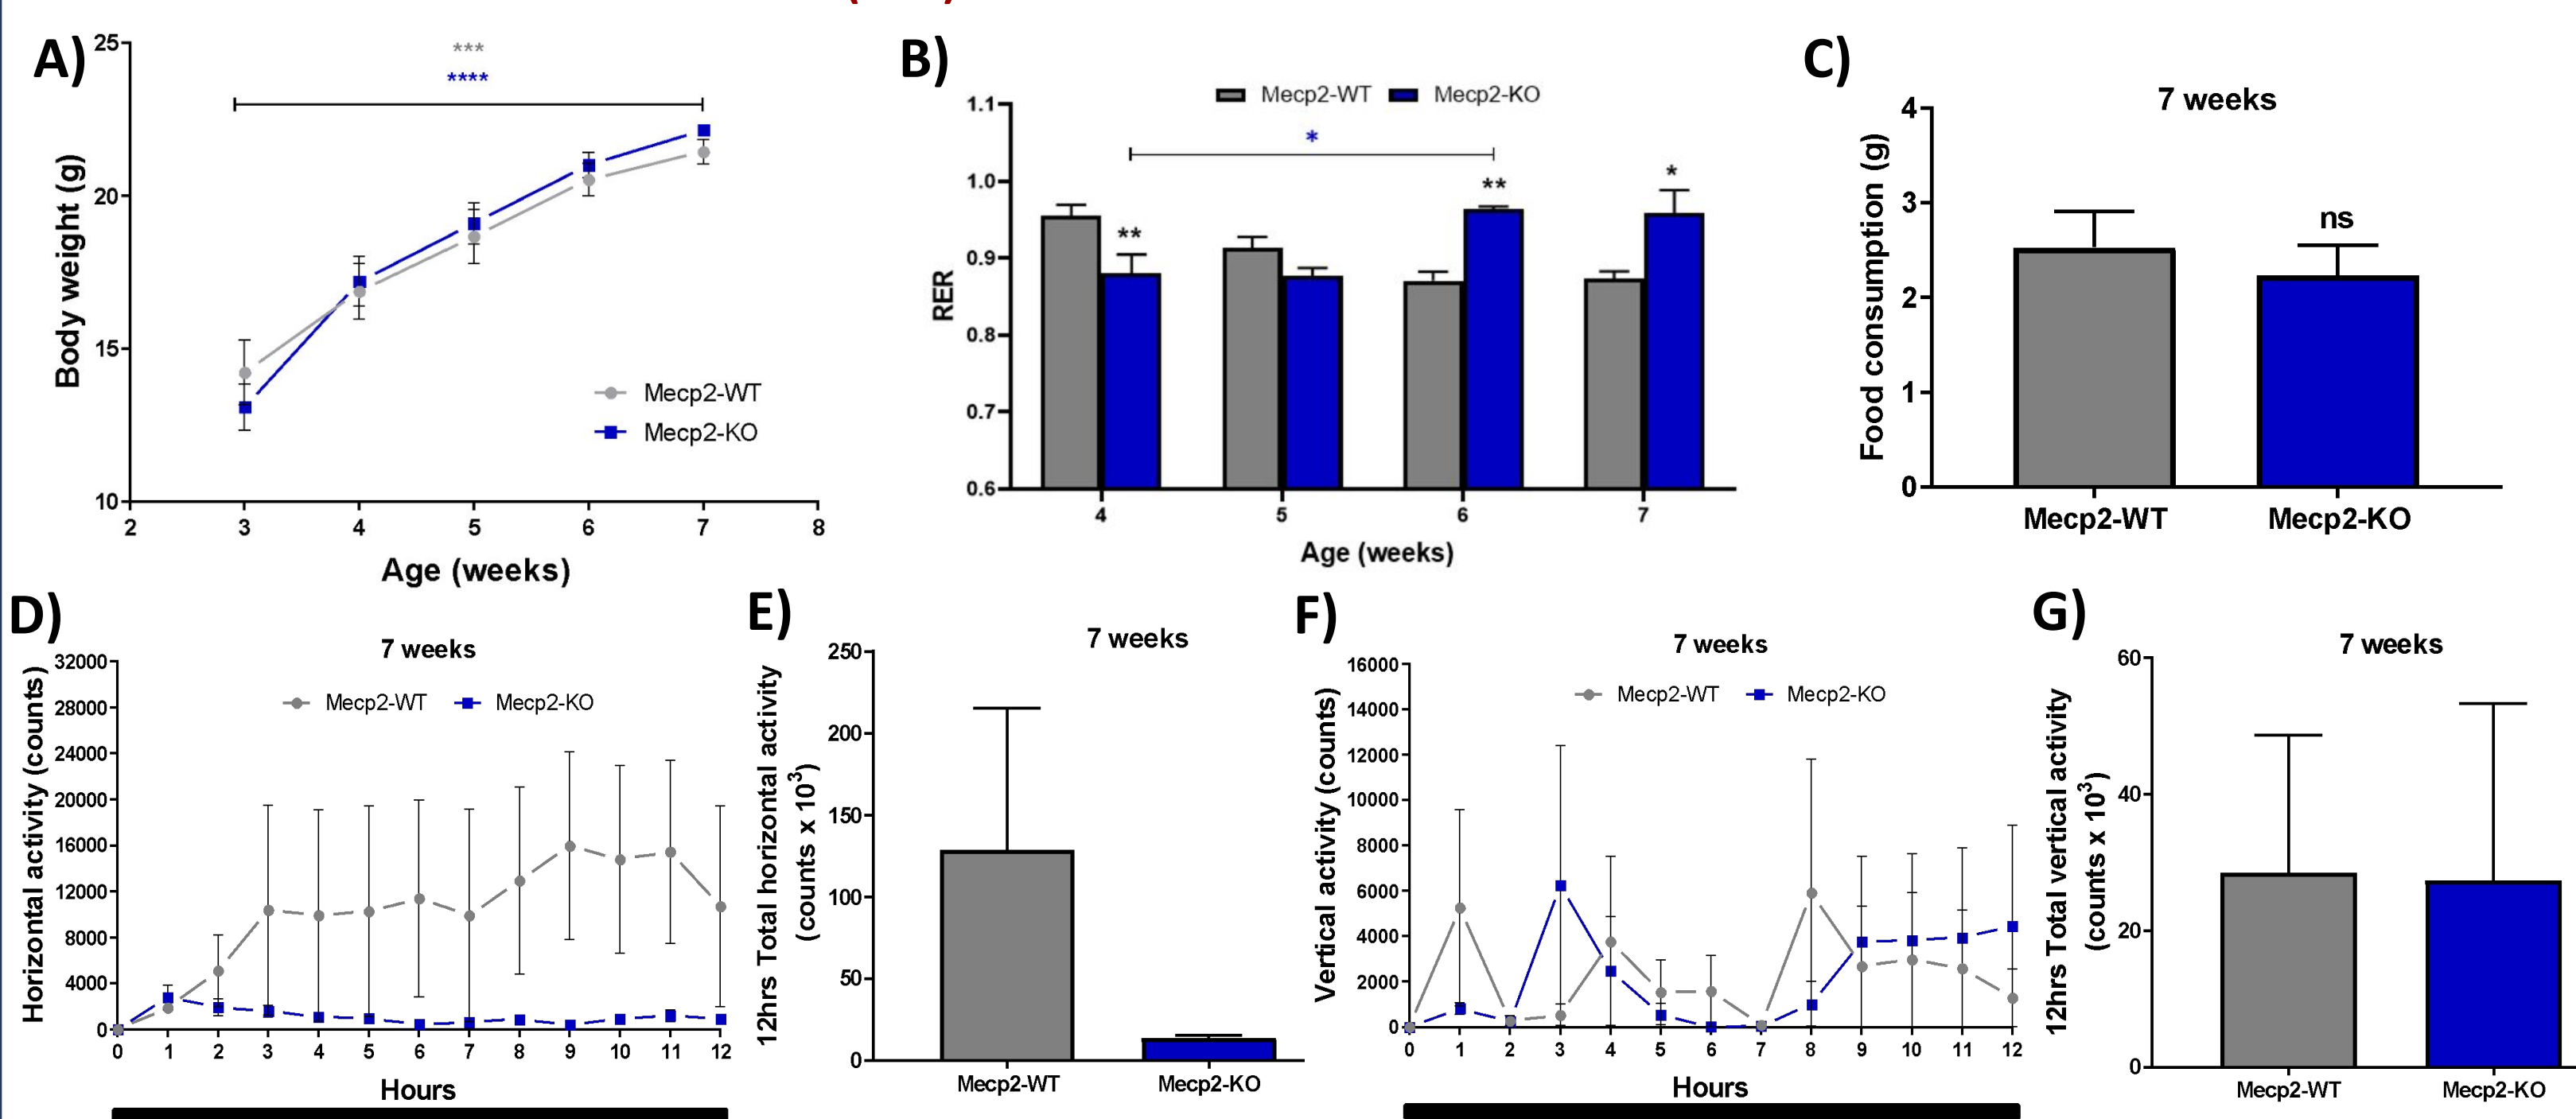 A)
25
20
15
10
Body weight (g)
***
****
Mecp2-WT
Mecp2-KO
2 3 4 5 6 7 8
Age (weeks)
B)
Mecp2-WT Mecp2-KO
1.1
1.0
0.9
0.8
0.7
0.6
RER
*
**
**
*
4 5 6 7
Age (weeks)
C)
7 weeks
4
3
2
1
0
Food consumption (g)
ns
Mecp2-WT Mecp2-KO
D)
7 weeks
Mecp2-WT Mecp2-KO
32000
28000
24000
20000
16000
12000
8000
4000
0
Horizontal activity (counts)
0 1 2 3 4 5 6 7 8 9 10 11 12
Hours
E)
7 weeks
250
200
150
100
50
0
12hrs Total horizontal activity
(counts x 10³)
Mecp2-WT Mecp2-KO
F)
7 weeks
Mecp2-WT Mecp2-KO
16000
14000
12000
10000
8000
6000
4000
2000
0
Vertical activity (counts)
0 1 2 3 4 5 6 7 8 9 10 11 12
Hours
G)
7 weeks
60
40
20
0
12hrs Total vertical activity
(counts x 10³)
Mecp2-WT Mecp2-KO